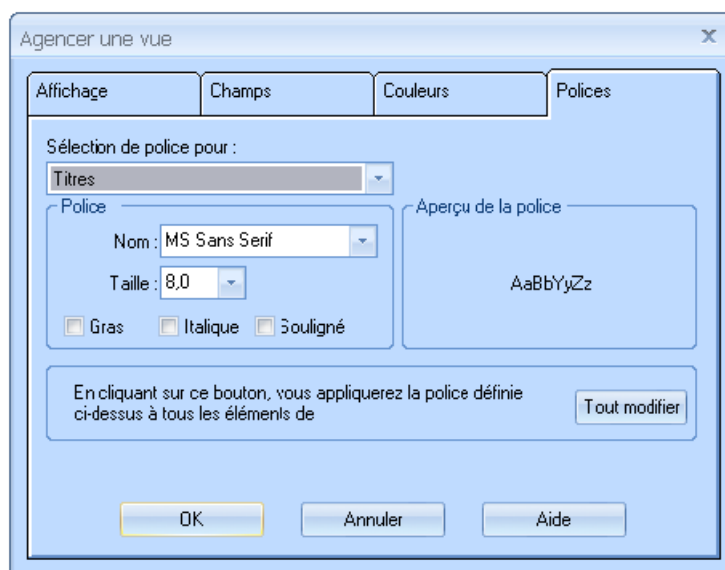 Agencer une vue
Affichage
Champs
Couleurs
Polices
Sélection de police pour :
Titres
Police
Nom : MS Sans Serif
Taille : 8,0
Gras
Italique
Souligné
Aperçu de la police
AaBbYyZz
En cliquant sur ce bouton, vous appliquerez la police définie
ci-dessus à tous les éléments de
Tout modifier
OK
Annuler
Aide